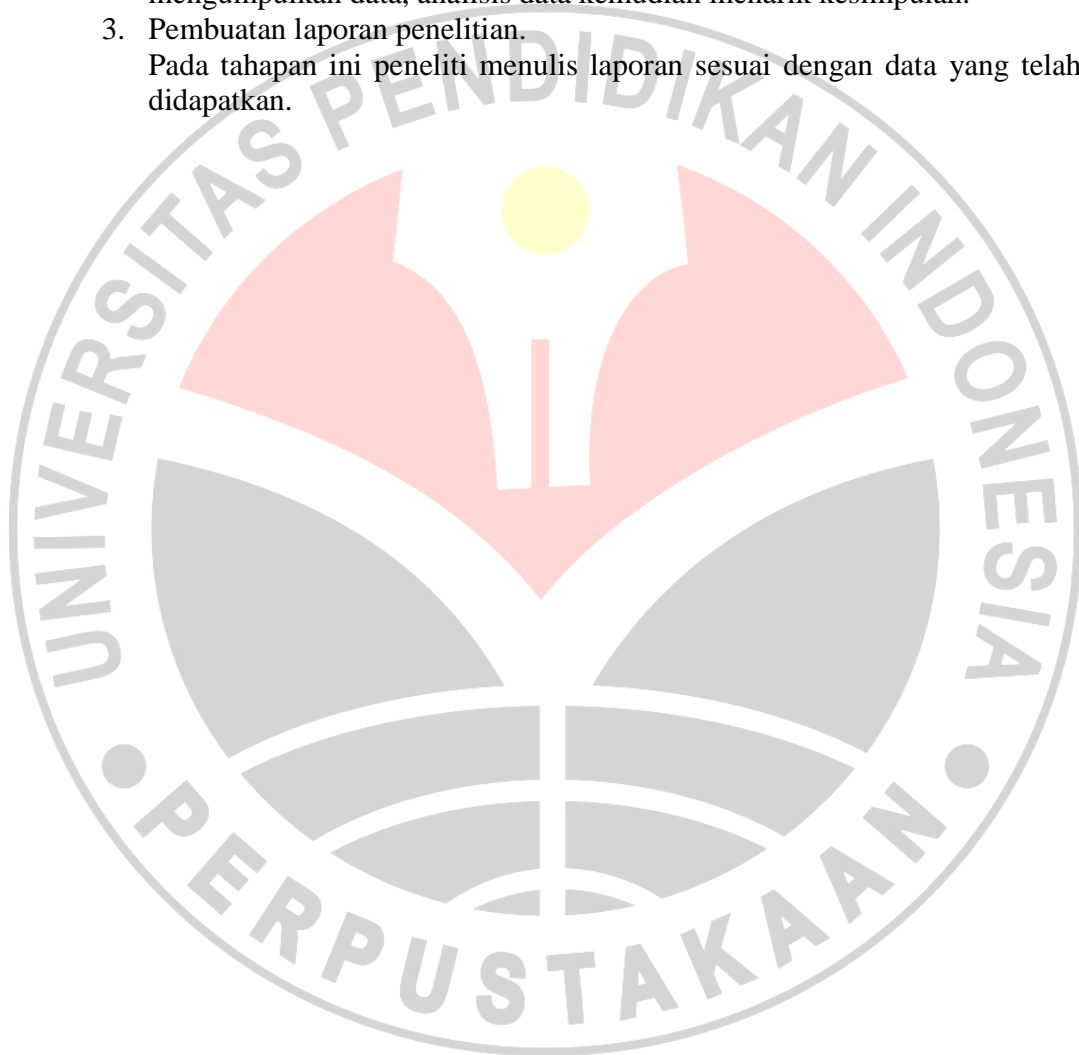 mengumpulkan data, analisis data kemudian menarik kesimpulan.
3. Pembuatan laporan penelitian.
Pada tahapan ini peneliti menulis laporan sesuai dengan data yang telah
didapatkan.
UNIVERSITAS PENDIDIKAN INDONESIA
PERPUSTAKAAN